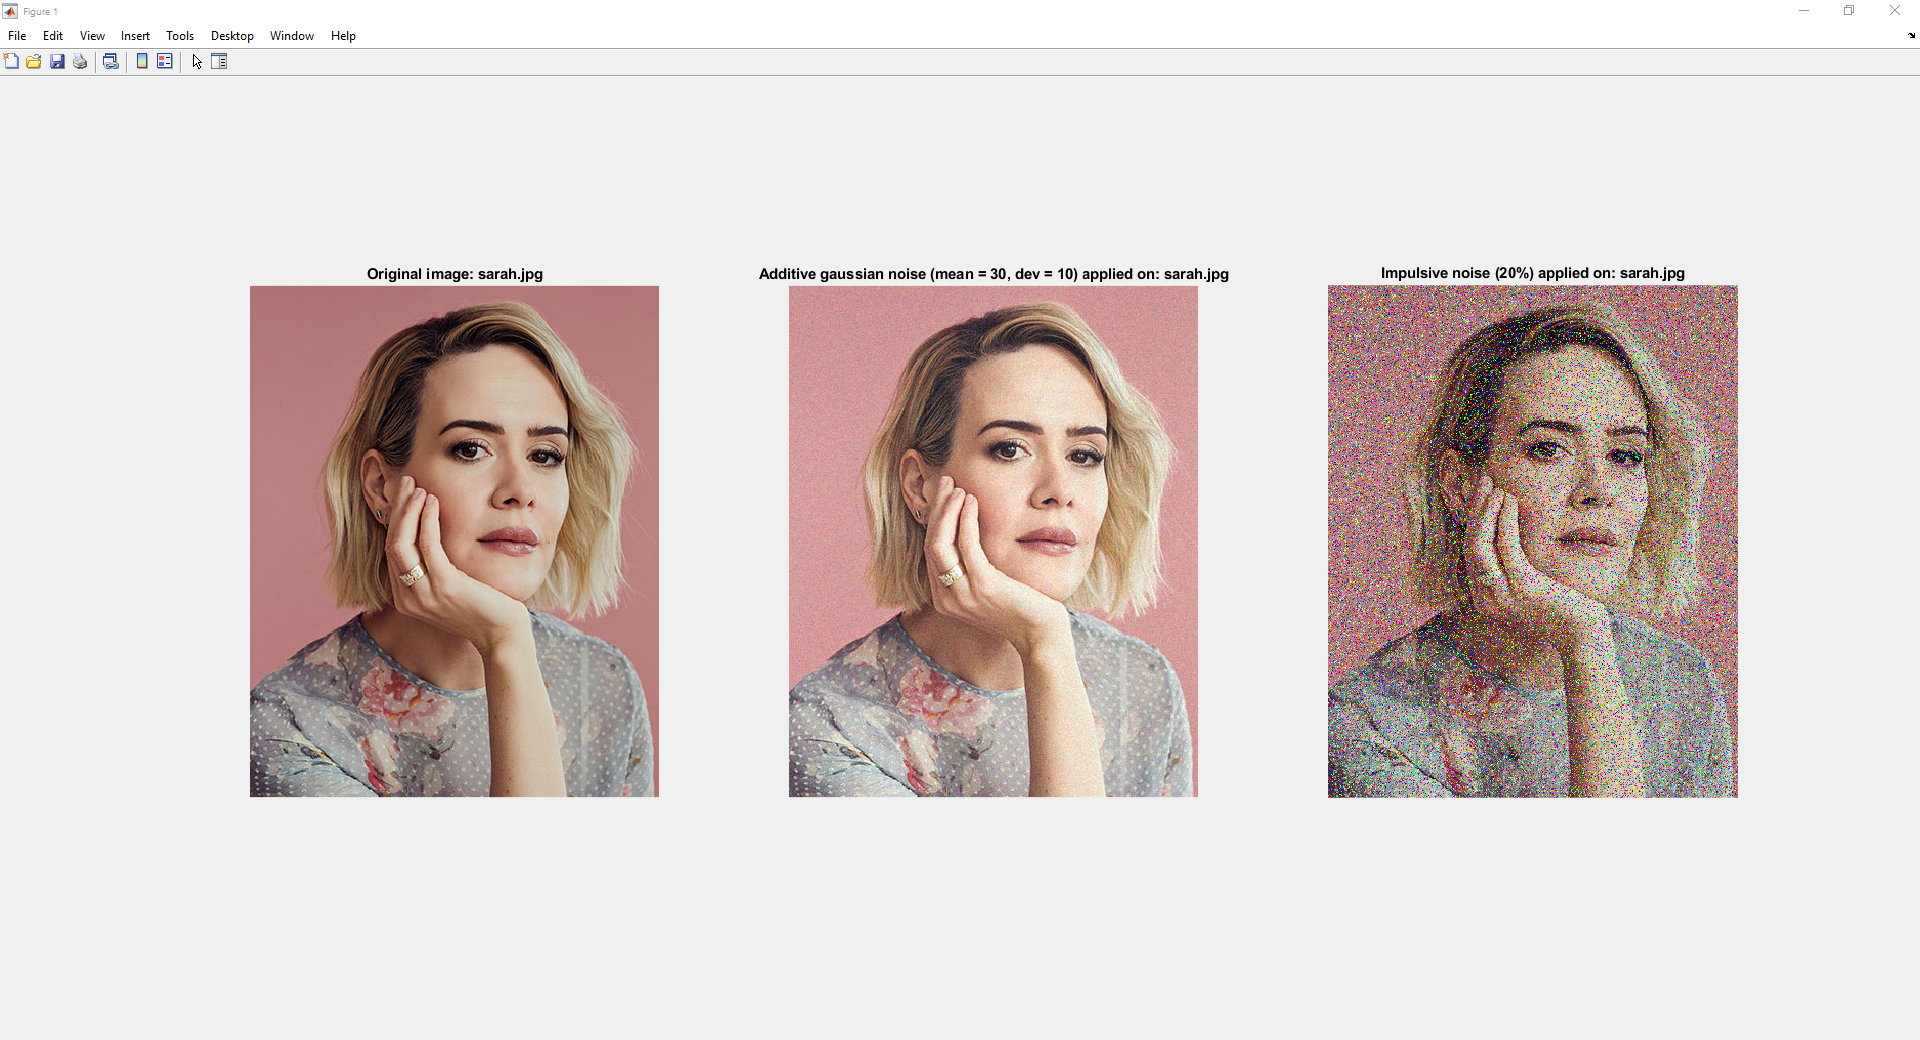 Figure 1
File Edit View Insert Tools Desktop Window Help
Original image: sarah.jpg
Additive gaussian noise (mean = 30, dev = 10) applied on: sarah.jpg
Impulsive noise (20%) applied on: sarah.jpg